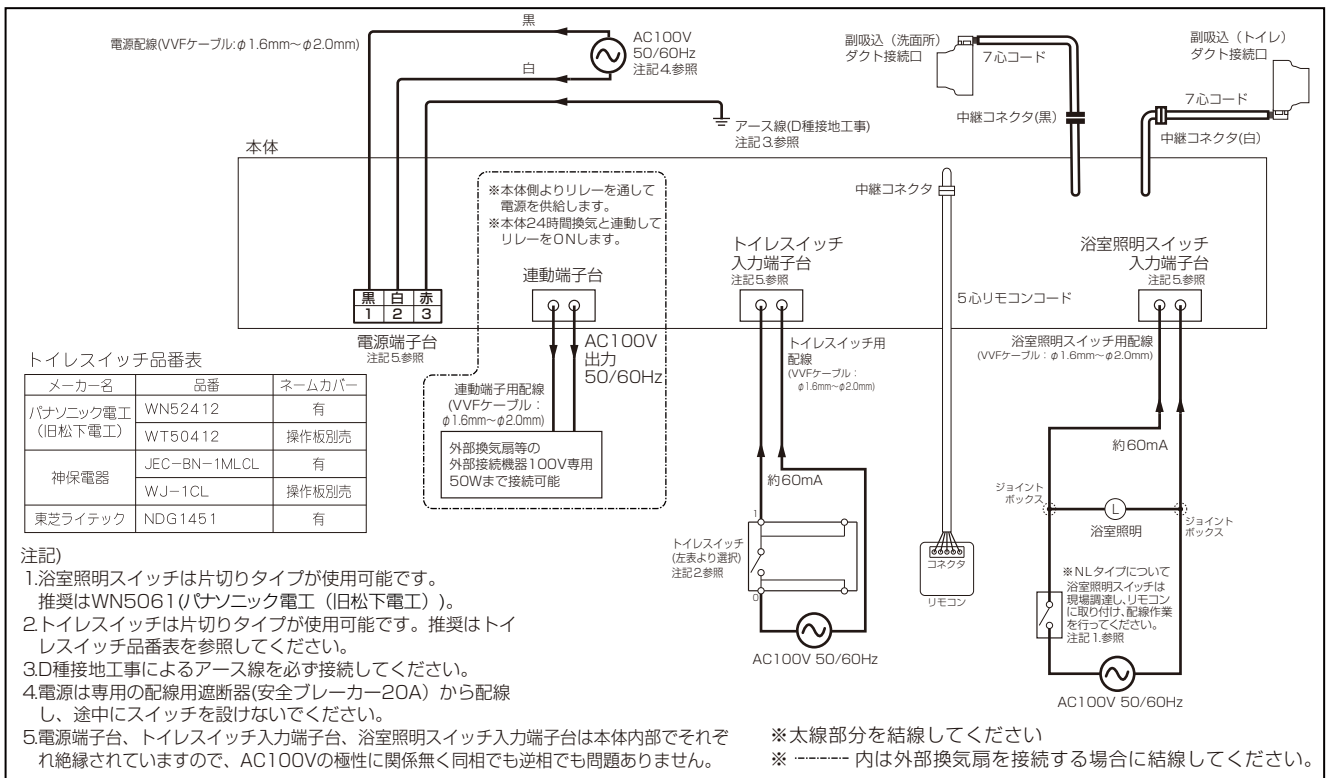 黒
電源配線(VVFケーブル:φ1.6mm～φ2.0mm)
AC100V
50/60Hz
注記4.参照
白
アース線(D種接地工事)
注記3.参照
副吸込（洗面所）
ダクト接続口
7心コード
中継コネクタ(黒)
副吸込（トイレ）
ダクト接続口
7心コード
中継コネクタ(白)
本体
※本体側よりリレーを通して
電源を供給します。
※本体24時間換気と連動して
リレーをONします。
連動端子台
中継コネクタ
トイレスイッチ
入力端子台
注記5.参照
浴室照明スイッチ
入力端子台
注記5.参照
5心リモコンコード
黒 白 赤
1 2 3
電源端子台
注記5.参照
AC100V
出力
50/60Hz
連動端子用配線
(VVFケーブル：
φ1.6mm～φ2.0mm)
外部換気扇等の
外部接続機器100V専用
50Wまで接続可能
トイレスイッチ用
配線
(VVFケーブル：
φ1.6mm～φ2.0mm)
約60mA
1
トイレスイッチ
(左表より選択)
注記2参照
0
AC100V 50/60Hz
コネクタ
リモコン
浴室照明スイッチ用配線
(VVFケーブル：φ1.6mm～φ2.0mm)
約60mA
ジョイント
ボックス
L
浴室照明
ジョイント
ボックス
※NLタイプについて
浴室照明スイッチは
現場調達し、リモコン
に取り付け、配線作業
を行ってください。
注記1.参照
AC100V 50/60Hz
トイレスイッチ品番表
メーカー名 品番 ネームカバー
パナソニック電工
（旧松下電工）
WN52412 有
WT50412 操作板別売
神保電器
JEC-BN-1MLCL 有
WJ-1CL 操作板別売
東芝ライテック NDG1451 有
注記)
1.浴室照明スイッチは片切りタイプが使用可能です。
推奨はWN5061(パナソニック電工（旧松下電工）)。
2.トイレスイッチは片切りタイプが使用可能です。推奨はトイ
レスイッチ品番表を参照してください。
3.D種接地工事によるアース線を必ず接続してください。
4.電源は専用の配線用遮断器(安全ブレーカー20A）から配線
し、途中にスイッチを設けないでください。
5.電源端子台、トイレスイッチ入力端子台、浴室照明スイッチ入力端子台は本体内部でそれぞ
れ絶縁されていますので、AC100Vの極性に関係無く同相でも逆相でも問題ありません。
※太線部分を結線してください
※ 内は外部換気扇を接続する場合に結線してください。